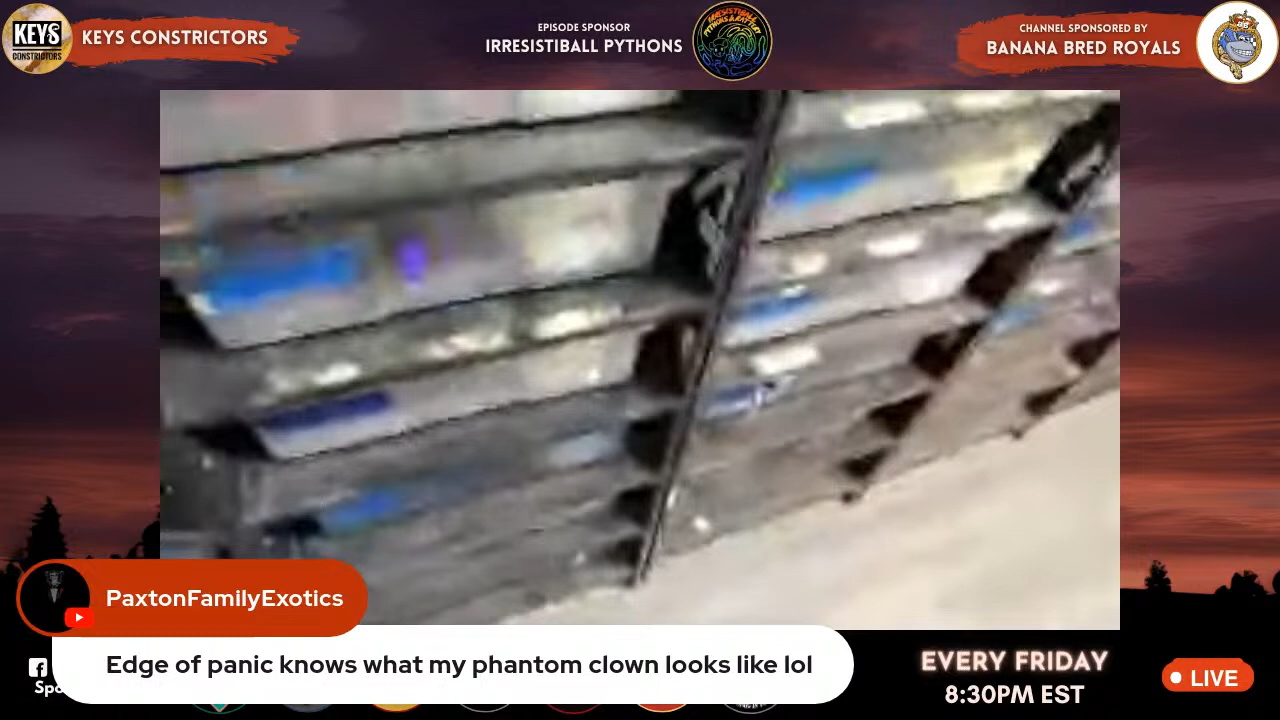 KEYS
CONSTRICTORS
KEYS CONSTRICTORS
EPISODE SPONSOR
IRRESISTIBALL PYTHONS
CHANNEL SPONSORED BY
BANANA BRED ROYALS
PaxtonFamilyExotics
Edge of panic knows what my phantom clown looks like lol
Spo
EVERY FRIDAY
8:30PM EST
LIVE